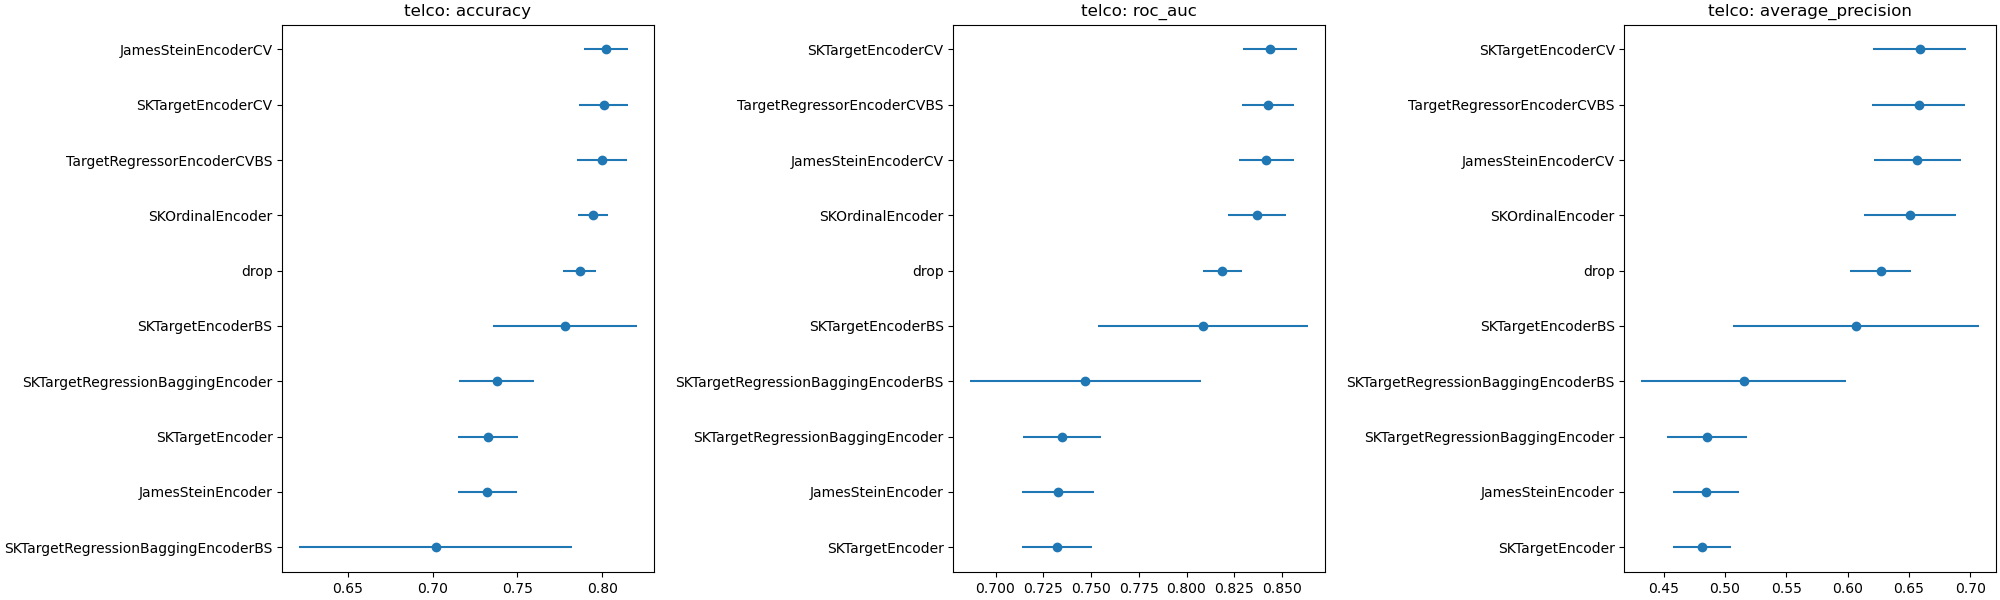 telco: accuracy
JamesSteinEncoderCV
SKTargetEncoderCV
TargetRegressorEncoderCVBS
SKOrdinalEncoder
drop
SKTargetEncoderBS
SKTargetRegressionBaggingEncoder
SKTargetEncoder
JamesSteinEncoder
SKTargetRegressionBaggingEncoderBS
0.65 0.70 0.75 0.80
telco: roc_auc
SKTargetEncoderCV
TargetRegressorEncoderCVBS
JamesSteinEncoderCV
SKOrdinalEncoder
drop
SKTargetEncoderBS
SKTargetRegressionBaggingEncoderBS
SKTargetRegressionBaggingEncoder
JamesSteinEncoder
SKTargetEncoder
0.700 0.725 0.750 0.775 0.800 0.825 0.850
telco: average_precision
SKTargetEncoderCV
TargetRegressorEncoderCVBS
JamesSteinEncoderCV
SKOrdinalEncoder
drop
SKTargetEncoderBS
SKTargetRegressionBaggingEncoderBS
SKTargetRegressionBaggingEncoder
JamesSteinEncoder
SKTargetEncoder
0.45 0.50 0.55 0.60 0.65 0.70